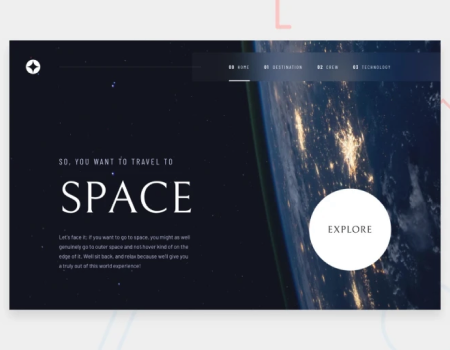 00 HOME 01 DESTINATION 02 CREW 03 TECHNOLOGY
SO, YOU WANT TO TRAVEL TO
SPACE
Let's face it; if you want to go to space, you might as well
genuinely go to outer space and not hover kind of on the
edge of it. Well sit back, and relax because we'll give you
a truly out of this world experience!
EXPLORE